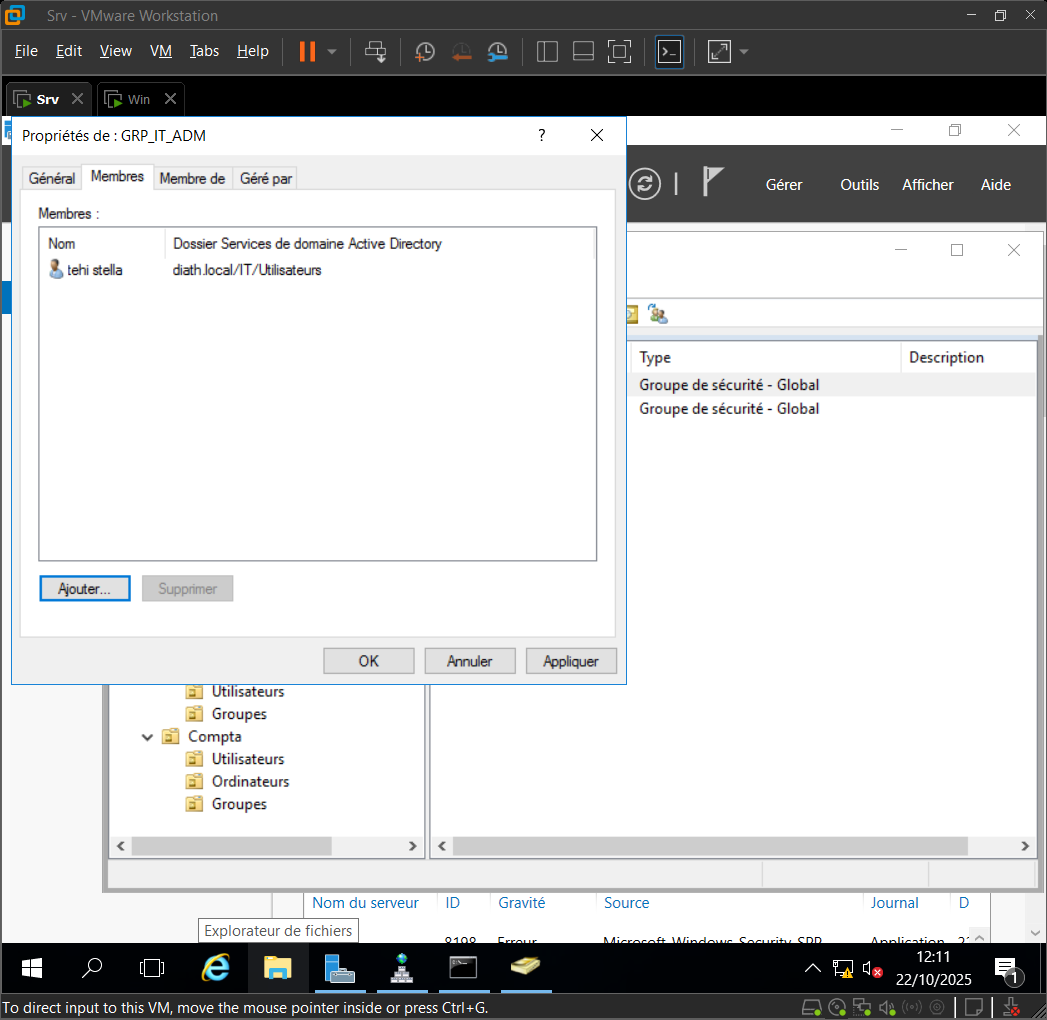 Srv - VMware Workstation
File Edit View VM Tabs Help
Srv Win
Propriétés de : GRP_IT_ADM ?
Général Membres Membre de Géré par
Gérer Outils Afficher Aide
Membres :
Nom Dossier Services de domaine Active Directory
tehi stella diath.local/IT/Utilisateurs
Type Description
Groupe de sécurité - Global
Groupe de sécurité - Global
Ajouter... Supprimer
OK Annuler Appliquer
Utilisateurs
Groupes
Compta
Utilisateurs
Ordinateurs
Groupes
Nom du serveur ID Gravité Source Journal D
Explorateur de fichiers
8198 Erreur Microsoft-Windows-Security-SPP Application
12:11
22/10/2025
1
To direct input to this VM, move the mouse pointer inside or press Ctrl+G.